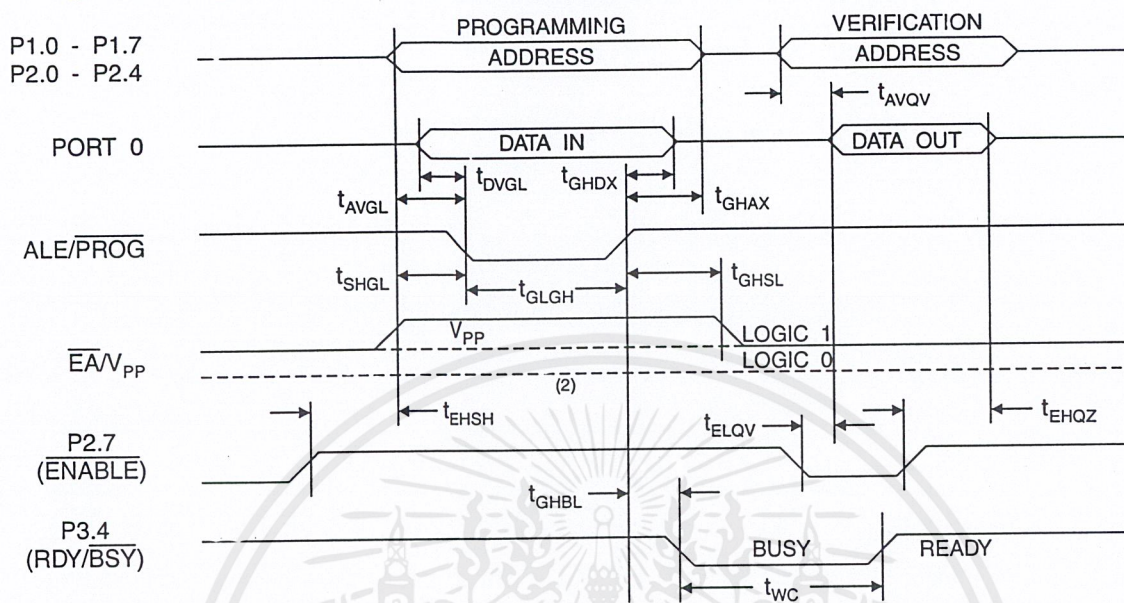 PROGRAMMING
VERIFICATION
P1.0 - P1.7
P2.0 - P2.4
ADDRESS
ADDRESS
tAVQV
PORT 0
DATA IN
DATA OUT
tDVGL
tGHDX
tAVGL
tGHAX
ALE/PROG
tSHGL
tGLGH
tGHSL
VPP
LOGIC 1
EA/VPP
LOGIC 0
(2)
tEHSH
tELQV
tEHQZ
P2.7
(ENABLE)
tGHBL
P3.4
(RDY/BSY)
BUSY
READY
tWC